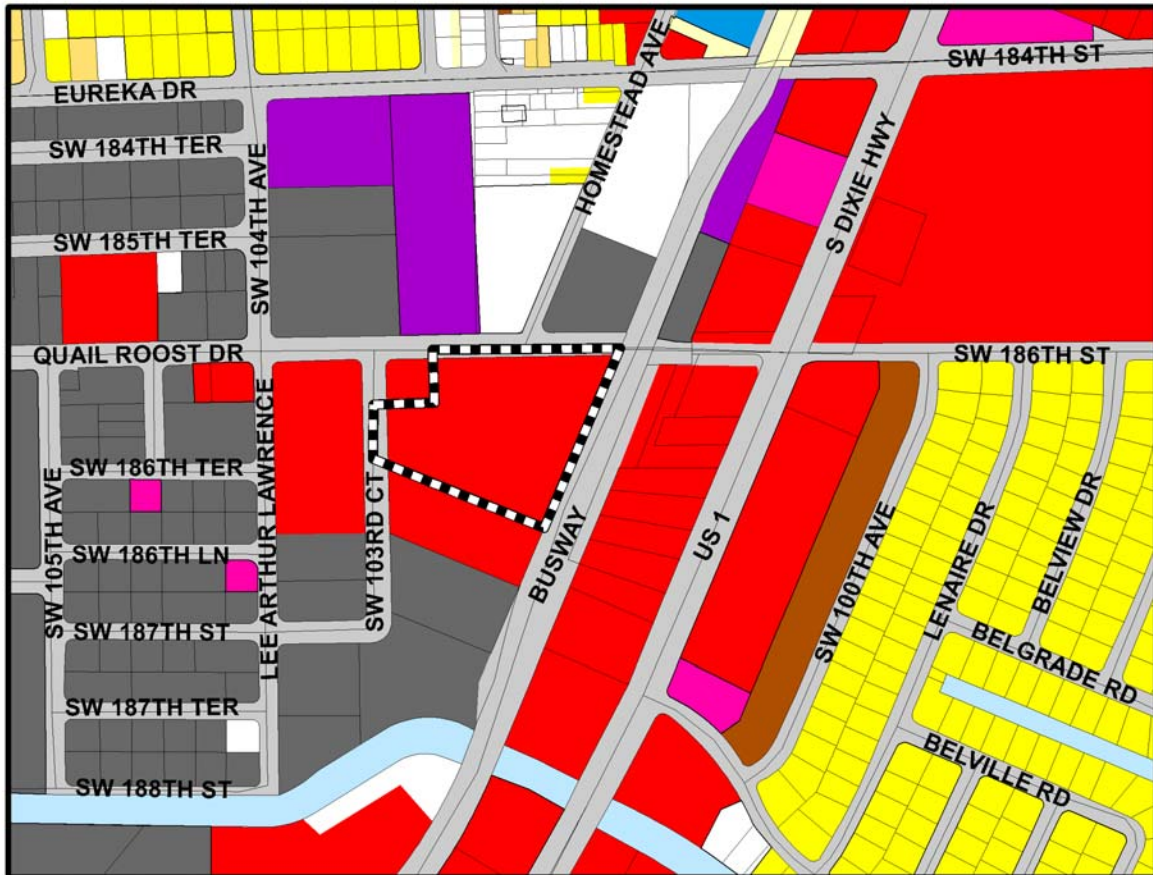 HOMESTEAD AVE
SW 184TH ST
EUREKA DR
SW 184TH TER
SW 104TH AVE
S DIXIE HWY
SW 185TH TER
QUAIL ROOST DR
SW 186TH ST
LEE ARTHUR LAWRENCE
SW 186TH TER
SW 105TH AVE
SW 103RD CT
BUSWAY
US 1
SW 100TH AVE
LENAIRE DR
BELVIEW DR
SW 186TH LN
SW 187TH ST
BELGRADE RD
SW 187TH TER
BELVILLE RD
SW 188TH ST